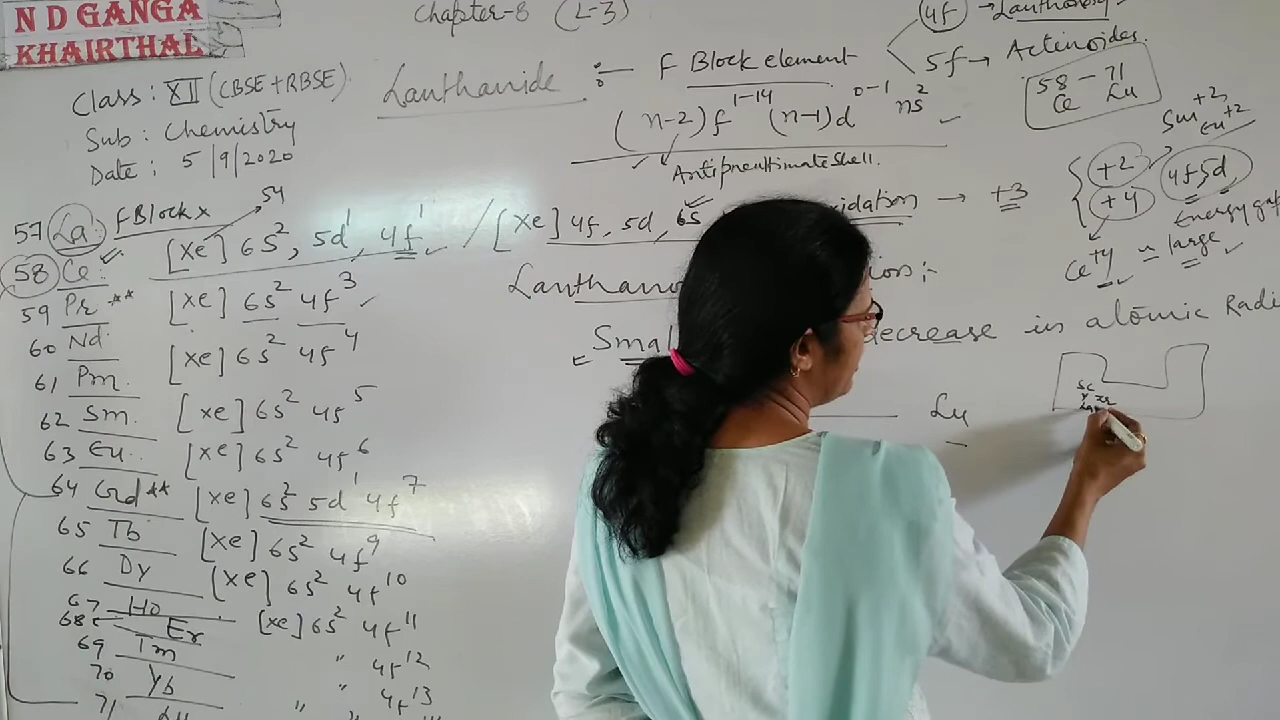 N D GANGA
KHAIRTHAL
Chapter-8 (L-3)
Class: XII (CBSE+RBSE)
Sub: Chemistry
Date: 5/9/2020
Lanthanide :— F Block element
4f →
5f → Actinoides.
58 – 71
Ce Lu
(n-2)f 1-14 (n-1)d 0-1 ns 2
Antipneultimate shell.
Sm+2, Eu+2
+2 4f 5d,
+4 Energy gap
Ce+4 = large
57 La F Block x 54
[Xe] 6s2, 5d1, 4f1 / [Xe] 4f, 5d, 6s → +3
58 Ce
59 Pr ** [Xe] 6s2 4f3
60 Nd [Xe] 6s2 4f4
61 Pm [Xe] 6s2 4f5
62 Sm [Xe] 6s2 4f6
63 Eu
64 Gd ** [Xe] 6s2 5d1 4f7
65 Tb [Xe] 6s2 4f9
66 Dy [Xe] 6s2 4f10
67 Ho [Xe] 6s2 4f11
68 Er
69 Tm " 4f12
70 Yb " 4f13
71 Lu "
decrease in atomic Radi
Lu
Sc
Y Zr